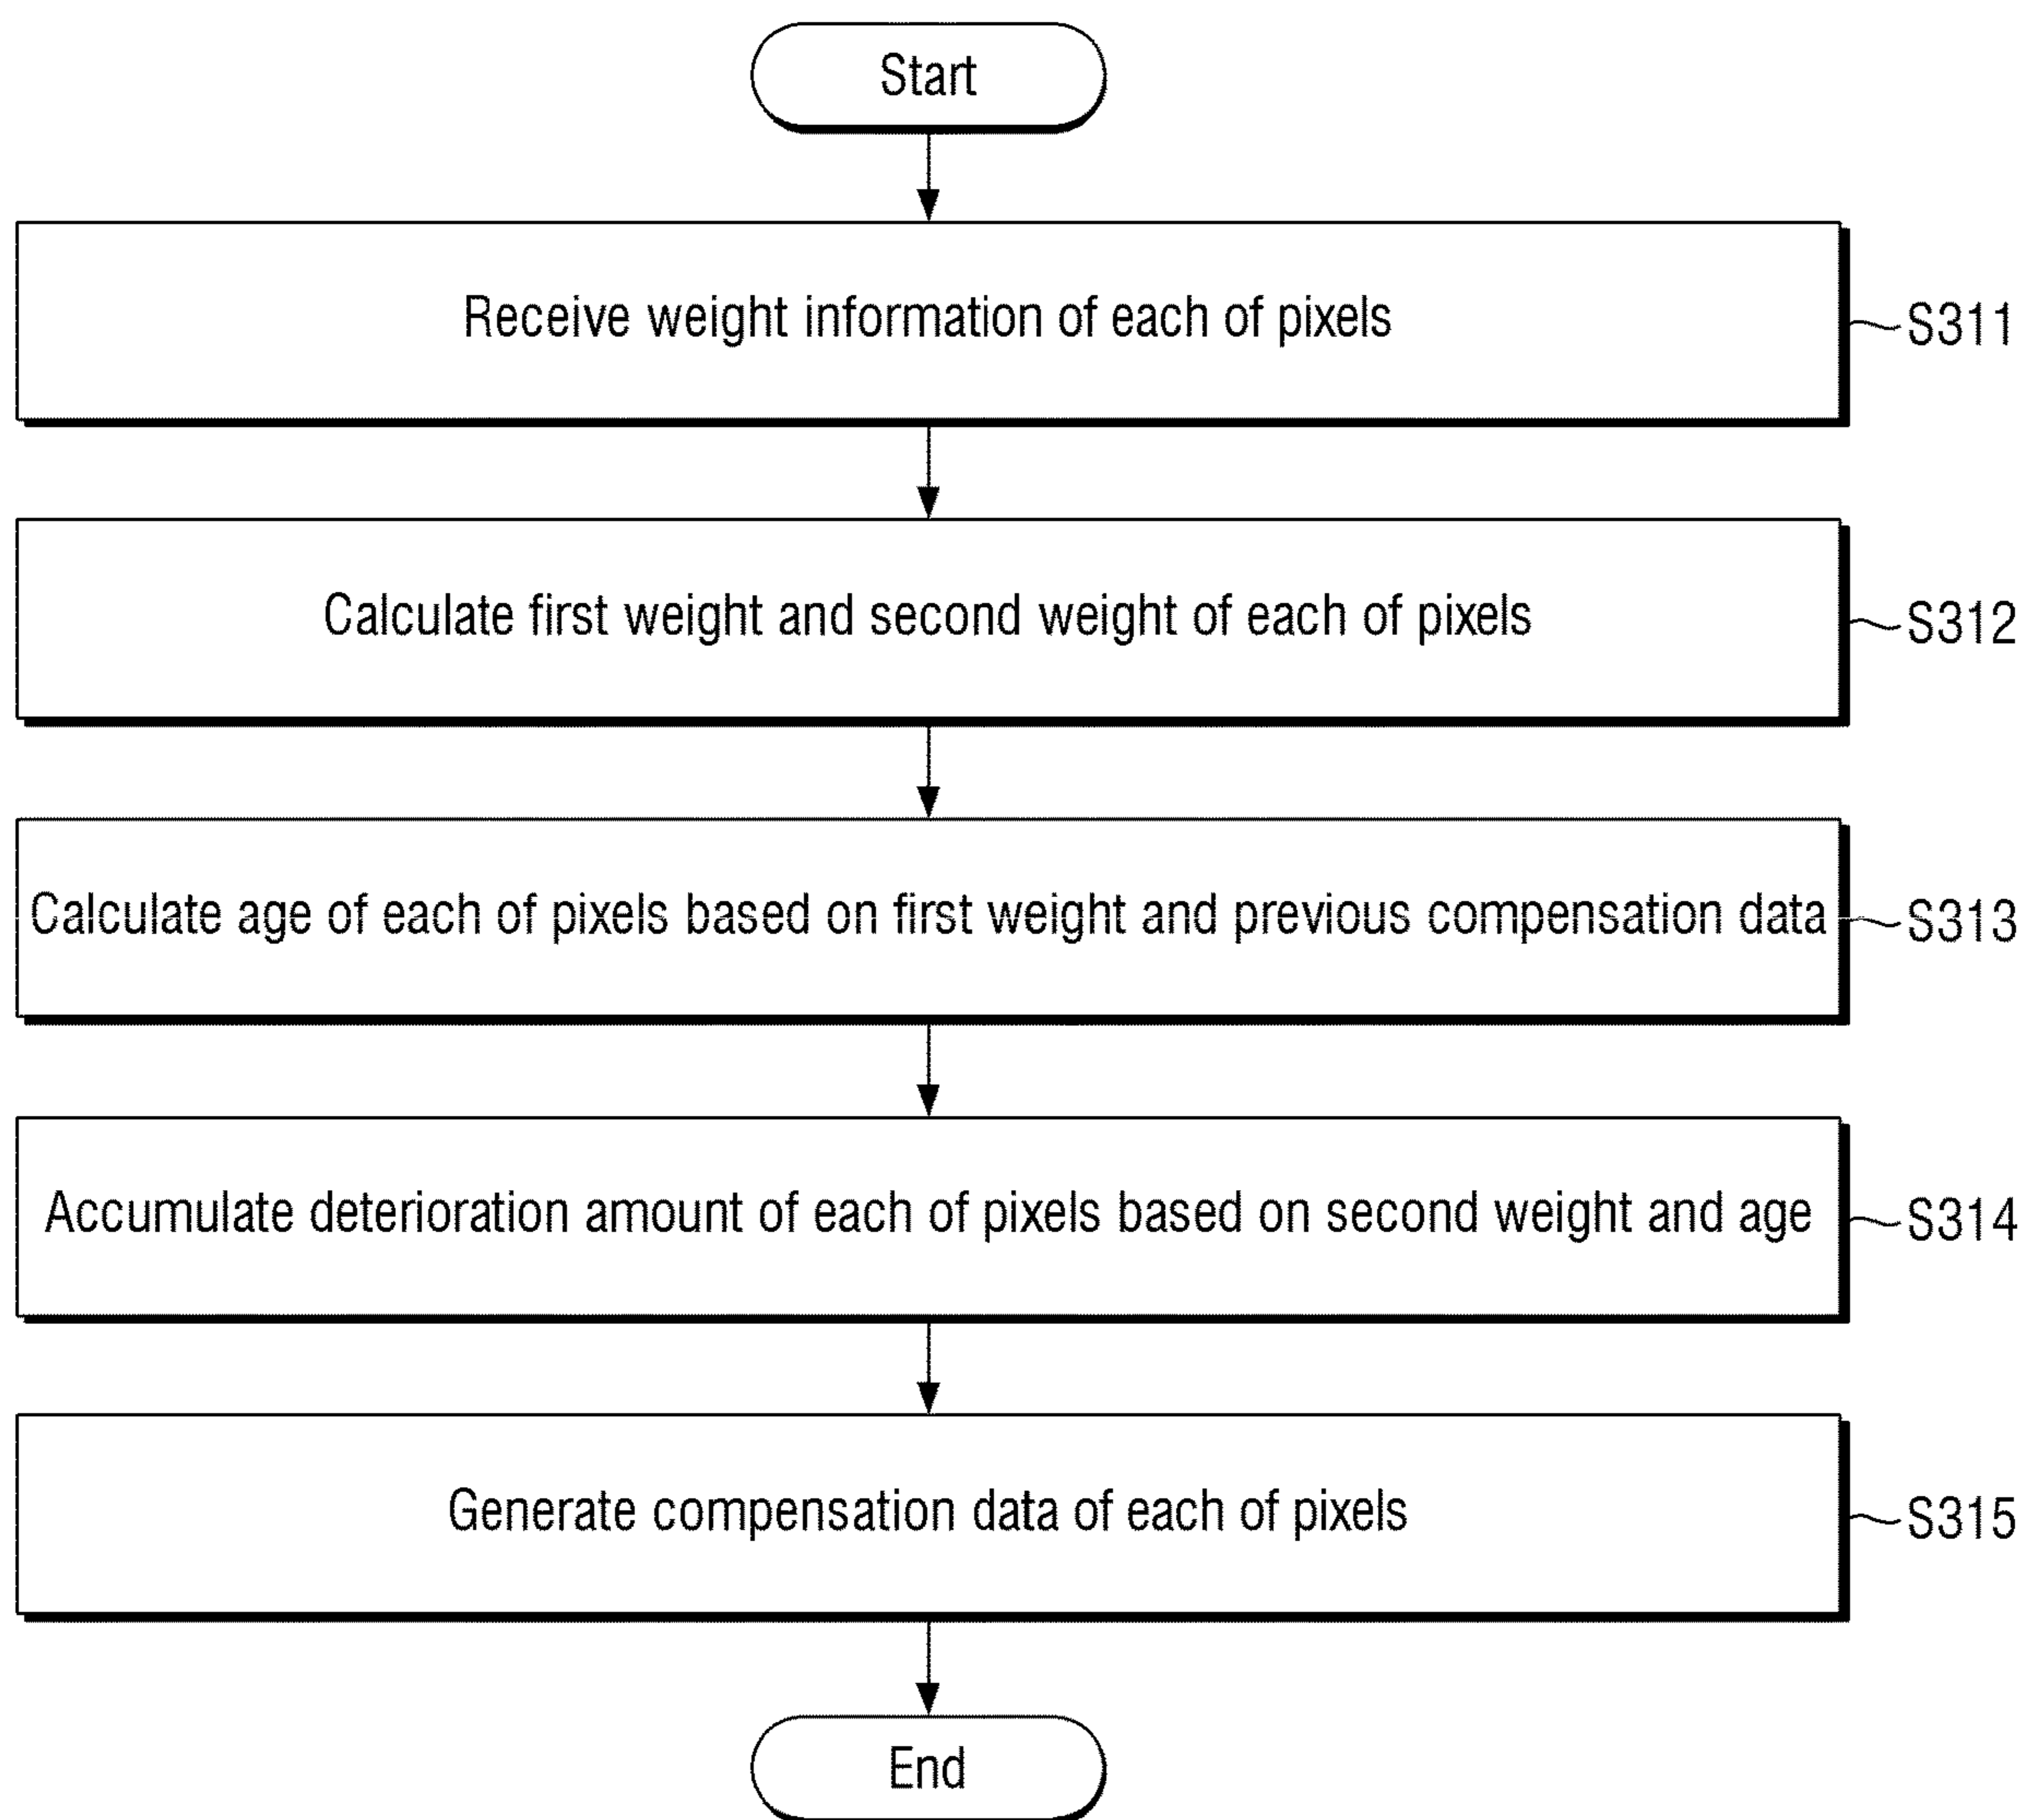 Start
Receive weight information of each of pixels
S311
Calculate first weight and second weight of each of pixels
S312
Calculate age of each of pixels based on first weight and previous compensation data
S313
Accumulate deterioration amount of each of pixels based on second weight and age
S314
Generate compensation data of each of pixels
S315
End